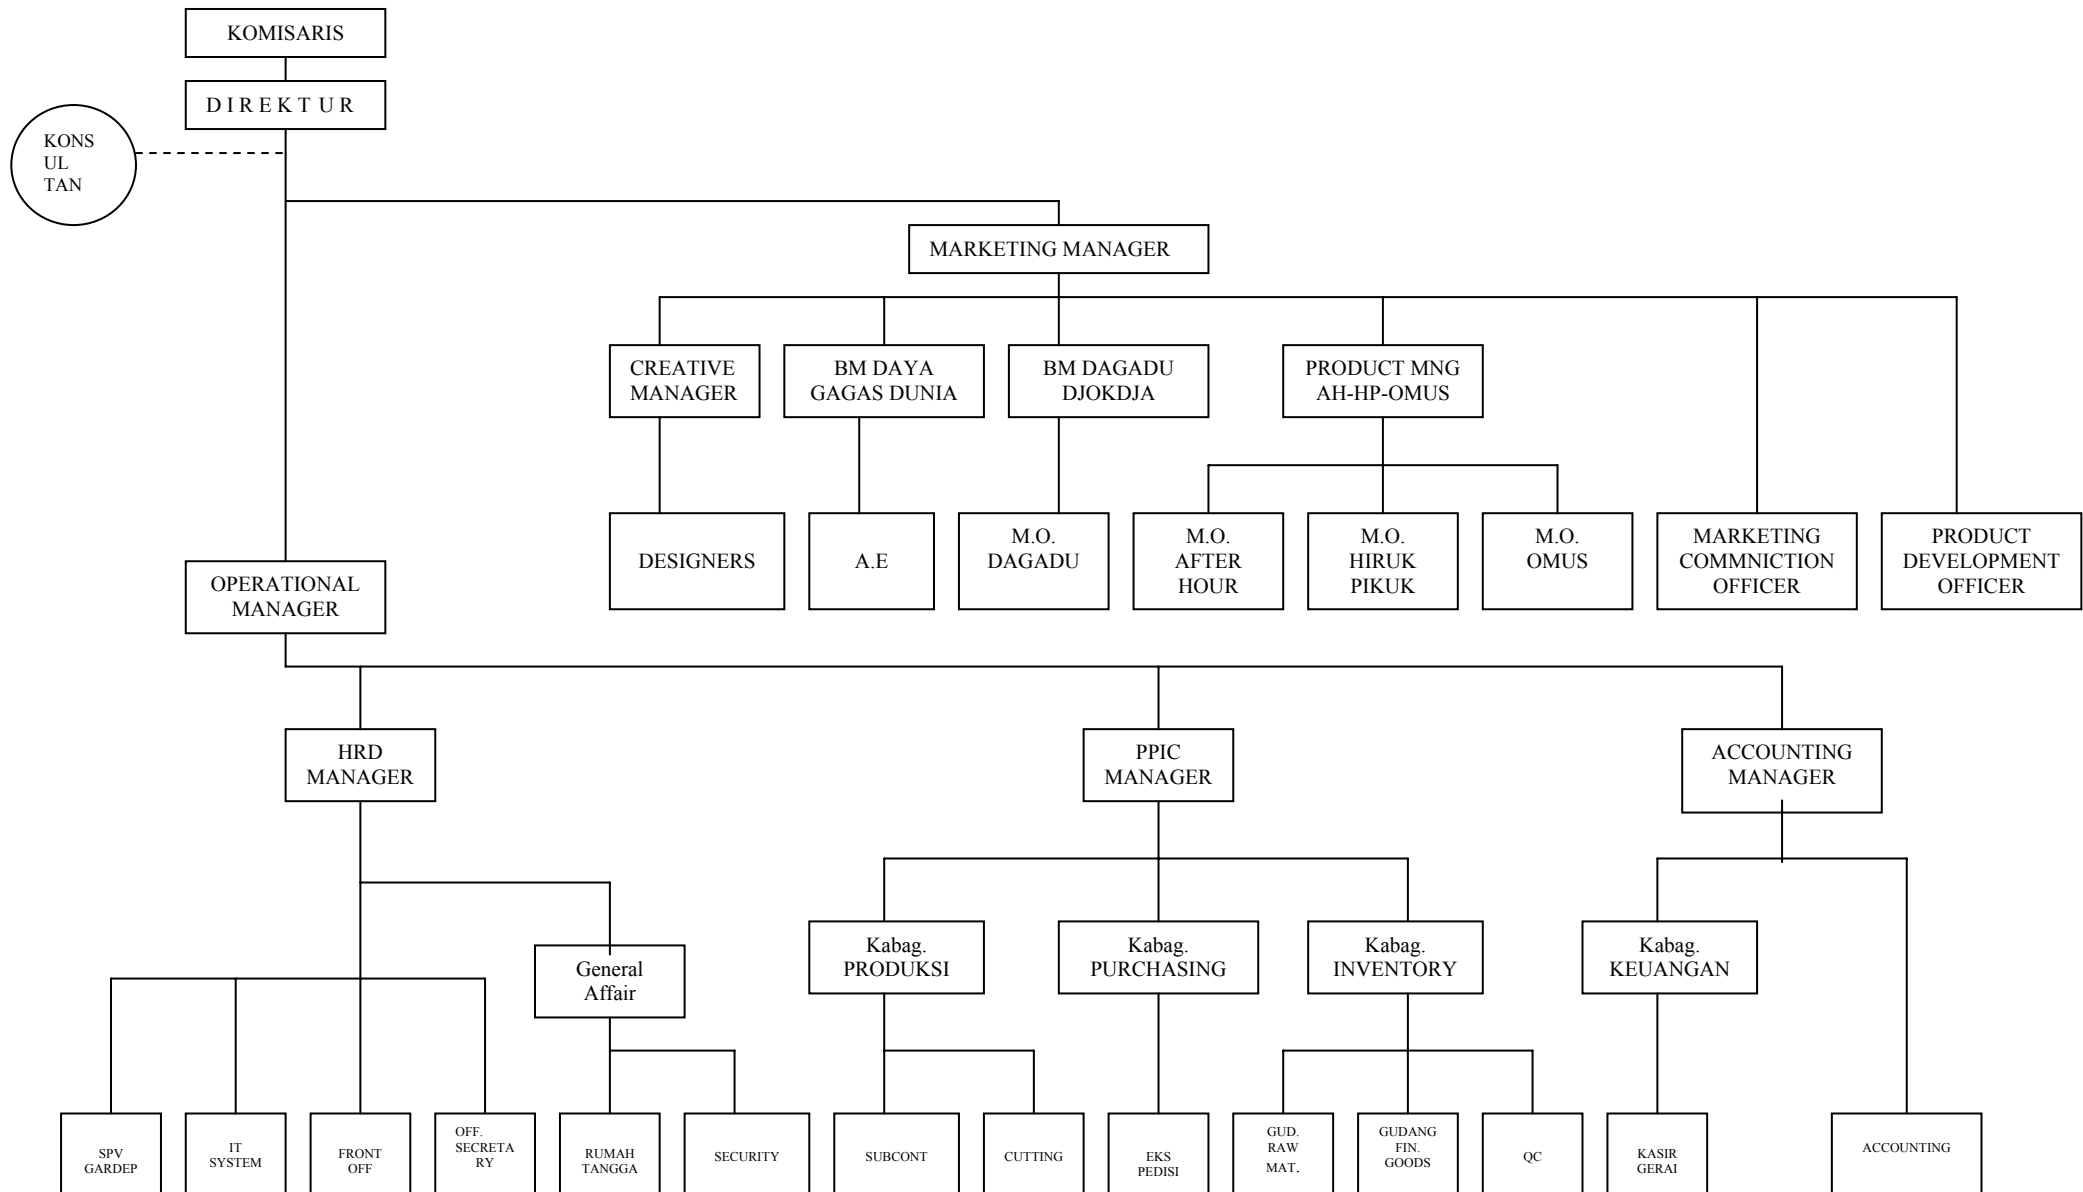 KOMISARIS
D I R E K T U R
KONS
UL
TAN
MARKETING MANAGER
CREATIVE
MANAGER
BM DAYA
GAGAS DUNIA
BM DAGADU
DJOKDJA
PRODUCT MNG
AH-HP-OMUS
DESIGNERS
A.E
M.O.
DAGADU
M.O.
AFTER
HOUR
M.O.
HIRUK
PIKUK
M.O.
OMUS
MARKETING
COMMNICTION
OFFICER
PRODUCT
DEVELOPMENT
OFFICER
OPERATIONAL
MANAGER
HRD
MANAGER
PPIC
MANAGER
ACCOUNTING
MANAGER
General
Affair
Kabag.
PRODUKSI
Kabag.
PURCHASING
Kabag.
INVENTORY
Kabag.
KEUANGAN
SPV
GARDEP
IT
SYSTEM
FRONT
OFF
OFF.
SECRETA
RY
RUMAH
TANGGA
SECURITY
SUBCONT
CUTTING
EKS
PEDISI
GUD.
RAW
MAT.
GUDANG
FIN.
GOODS
QC
KASIR
GERAI
ACCOUNTING